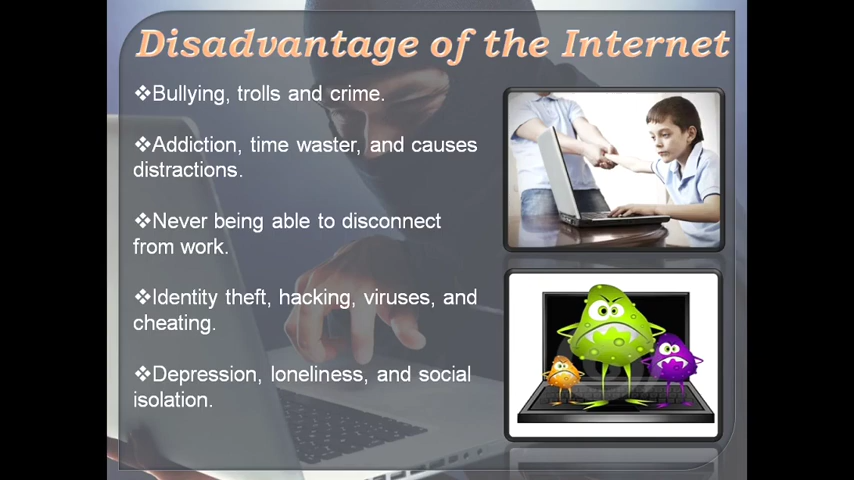 Disadvantage of the Internet
❖Bullying, trolls and crime.
❖Addiction, time waster, and causes
distractions.
❖Never being able to disconnect
from work.
❖Identity theft, hacking, viruses, and
cheating.
❖Depression, loneliness, and social
isolation.